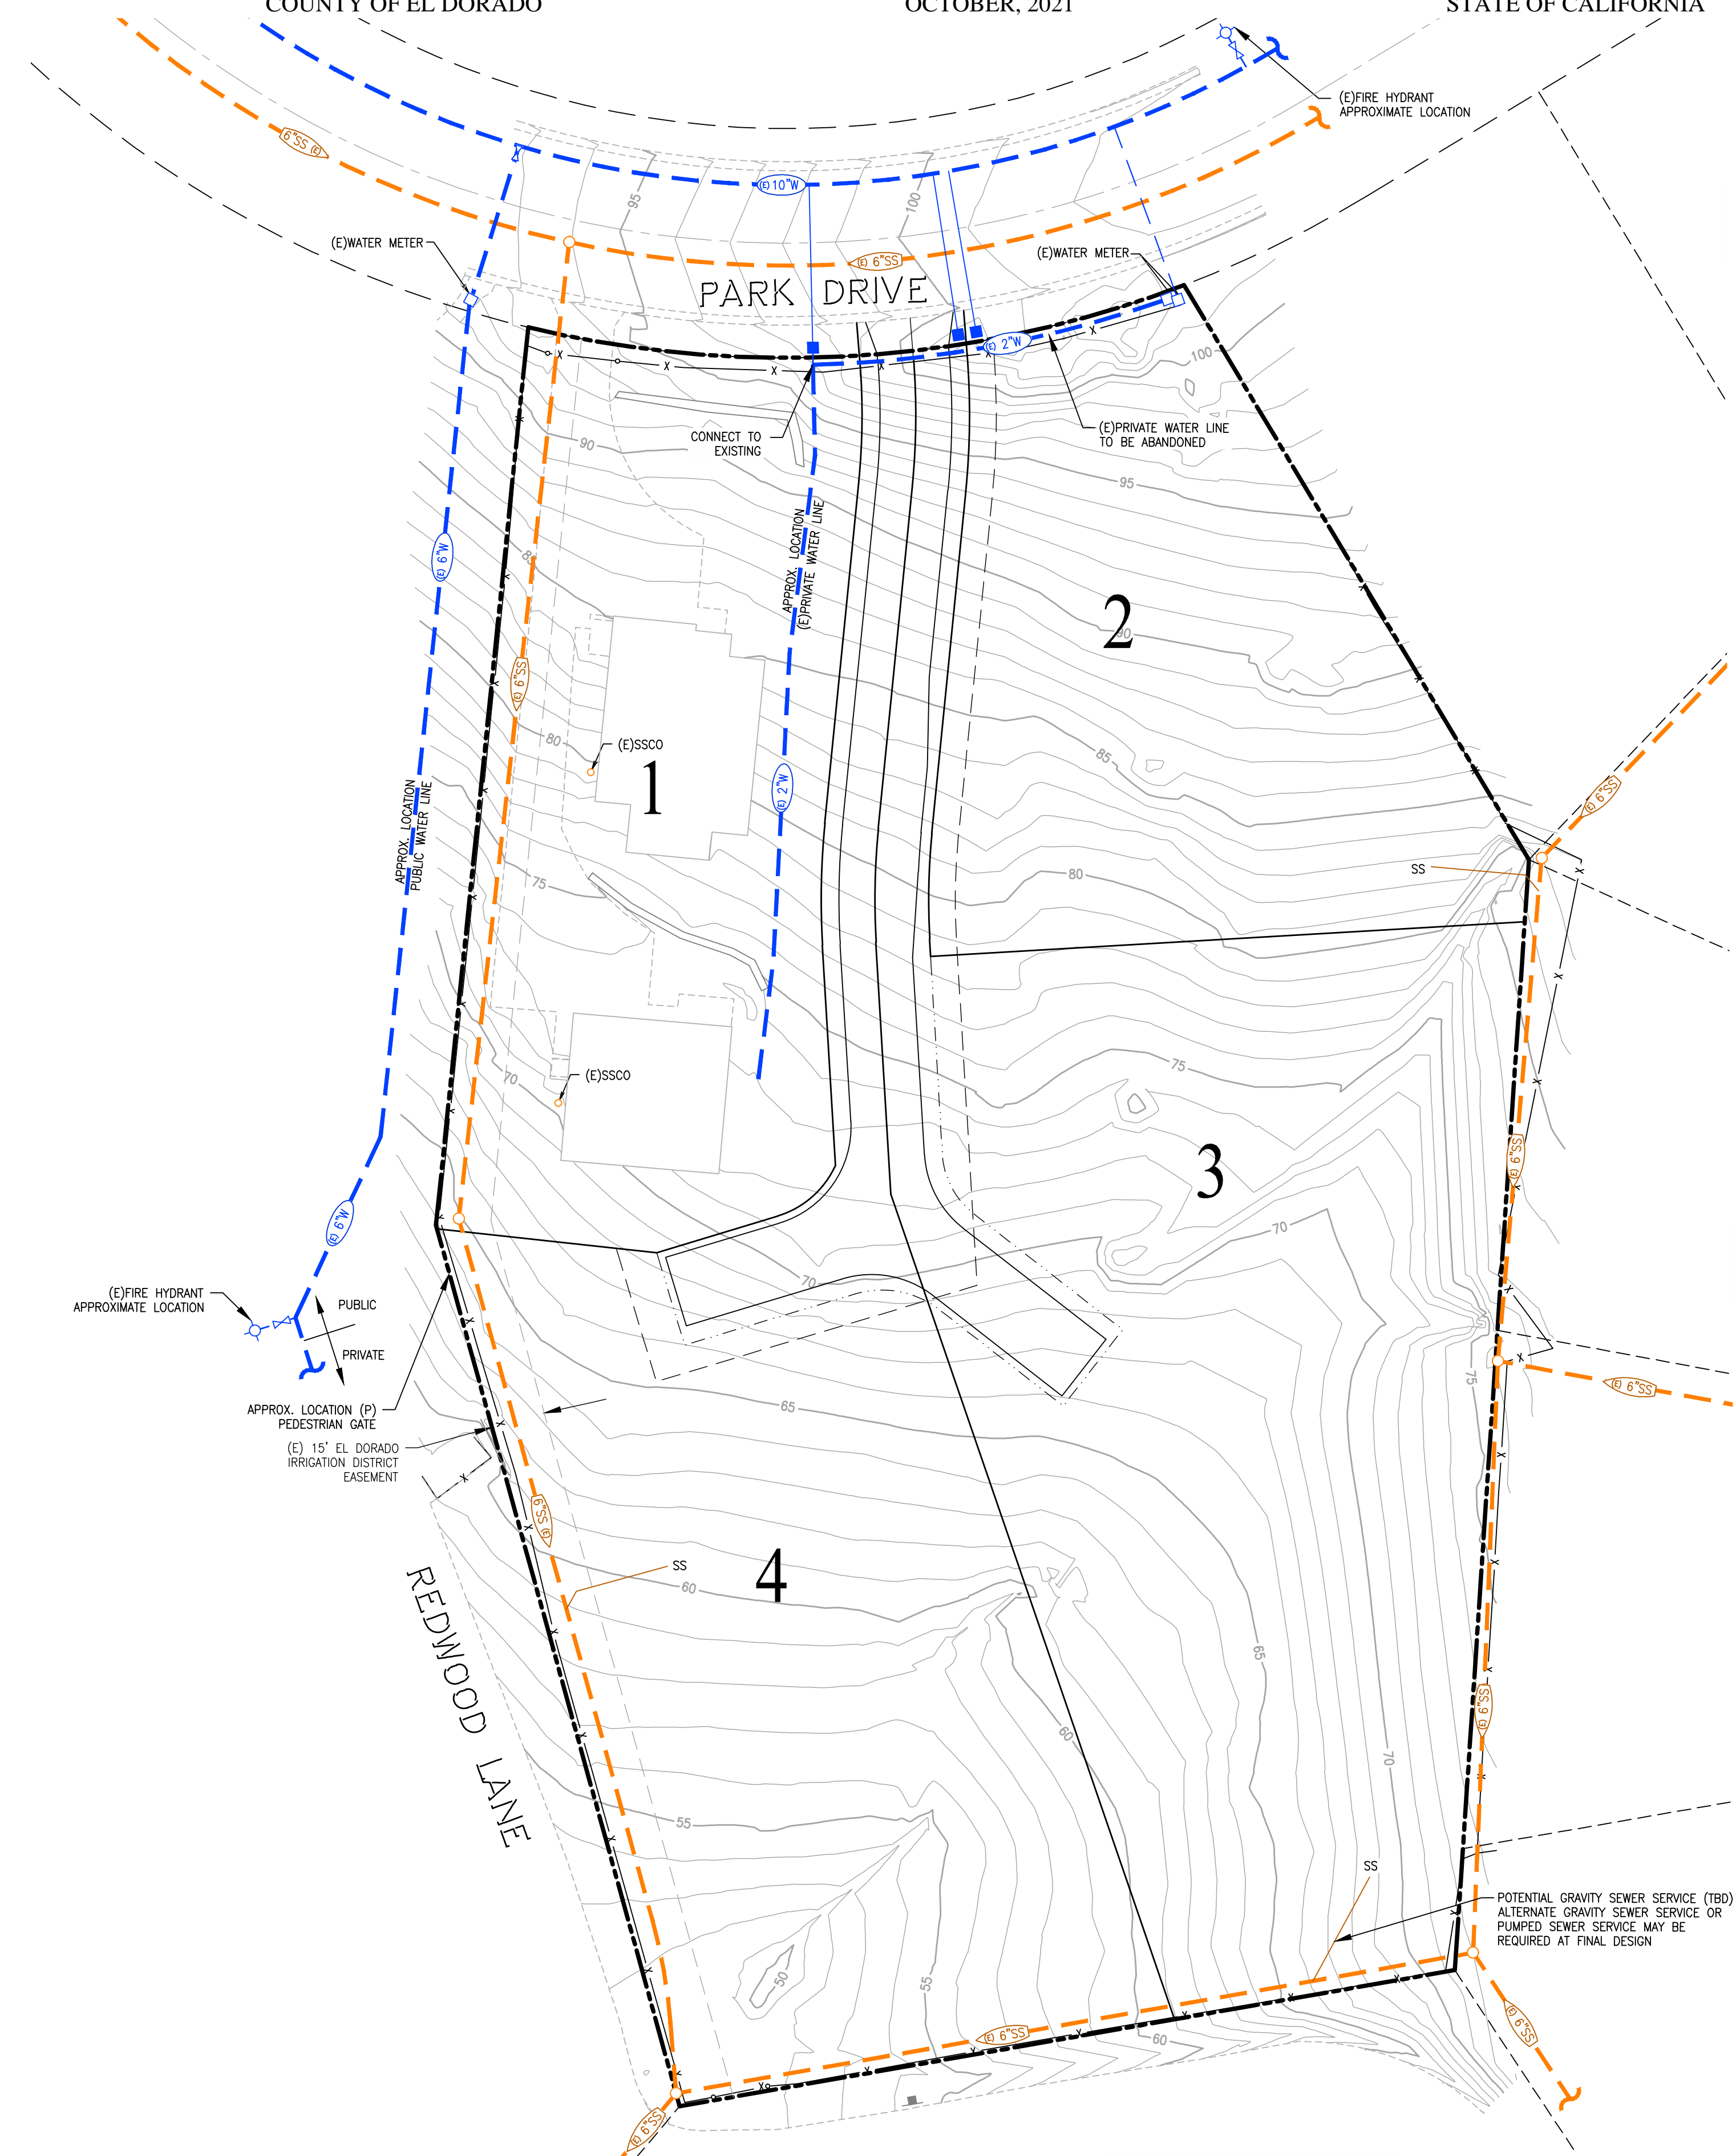 COUNTY OF EL DORADO
OCTOBER, 2021
STATE OF CALIFORNIA
(E)FIRE HYDRANT
APPROXIMATE LOCATION
6"SS (E)
(E) 10"W
95
100
(E)WATER METER
(E) 6"SS
(E)WATER METER
PARK DRIVE
(E) 2"W
100
CONNECT TO
EXISTING
(E)PRIVATE WATER LINE
TO BE ABANDONED
90
95
APPROX. LOCATION
(E)PRIVATE WATER LINE
(E) 6"W
2
90
(E) 6"SS
80
(E)SSCO
1
85
(E) 2"W
(E) 6"SS
APPROX. LOCATION
PUBLIC WATER LINE
75
80
SS
70
(E)SSCO
75
3
(E) 6"SS
(E) 6"W
70
70
(E)FIRE HYDRANT
APPROXIMATE LOCATION
PUBLIC
PRIVATE
75
(E) 6"SS
APPROX. LOCATION (P)
PEDESTRIAN GATE
65
(E) 15' EL DORADO
IRRIGATION DISTRICT
EASEMENT
6"SS (E)
SS
60
4
65
REDWOOD LANE
60
(E) 6"SS
70
55
SS
POTENTIAL GRAVITY SEWER SERVICE (TBD)
ALTERNATE GRAVITY SEWER SERVICE OR
PUMPED SEWER SERVICE MAY BE
REQUIRED AT FINAL DESIGN
50
55
(E) 6"SS
60
(E) 6"SS
(E) 6"SS